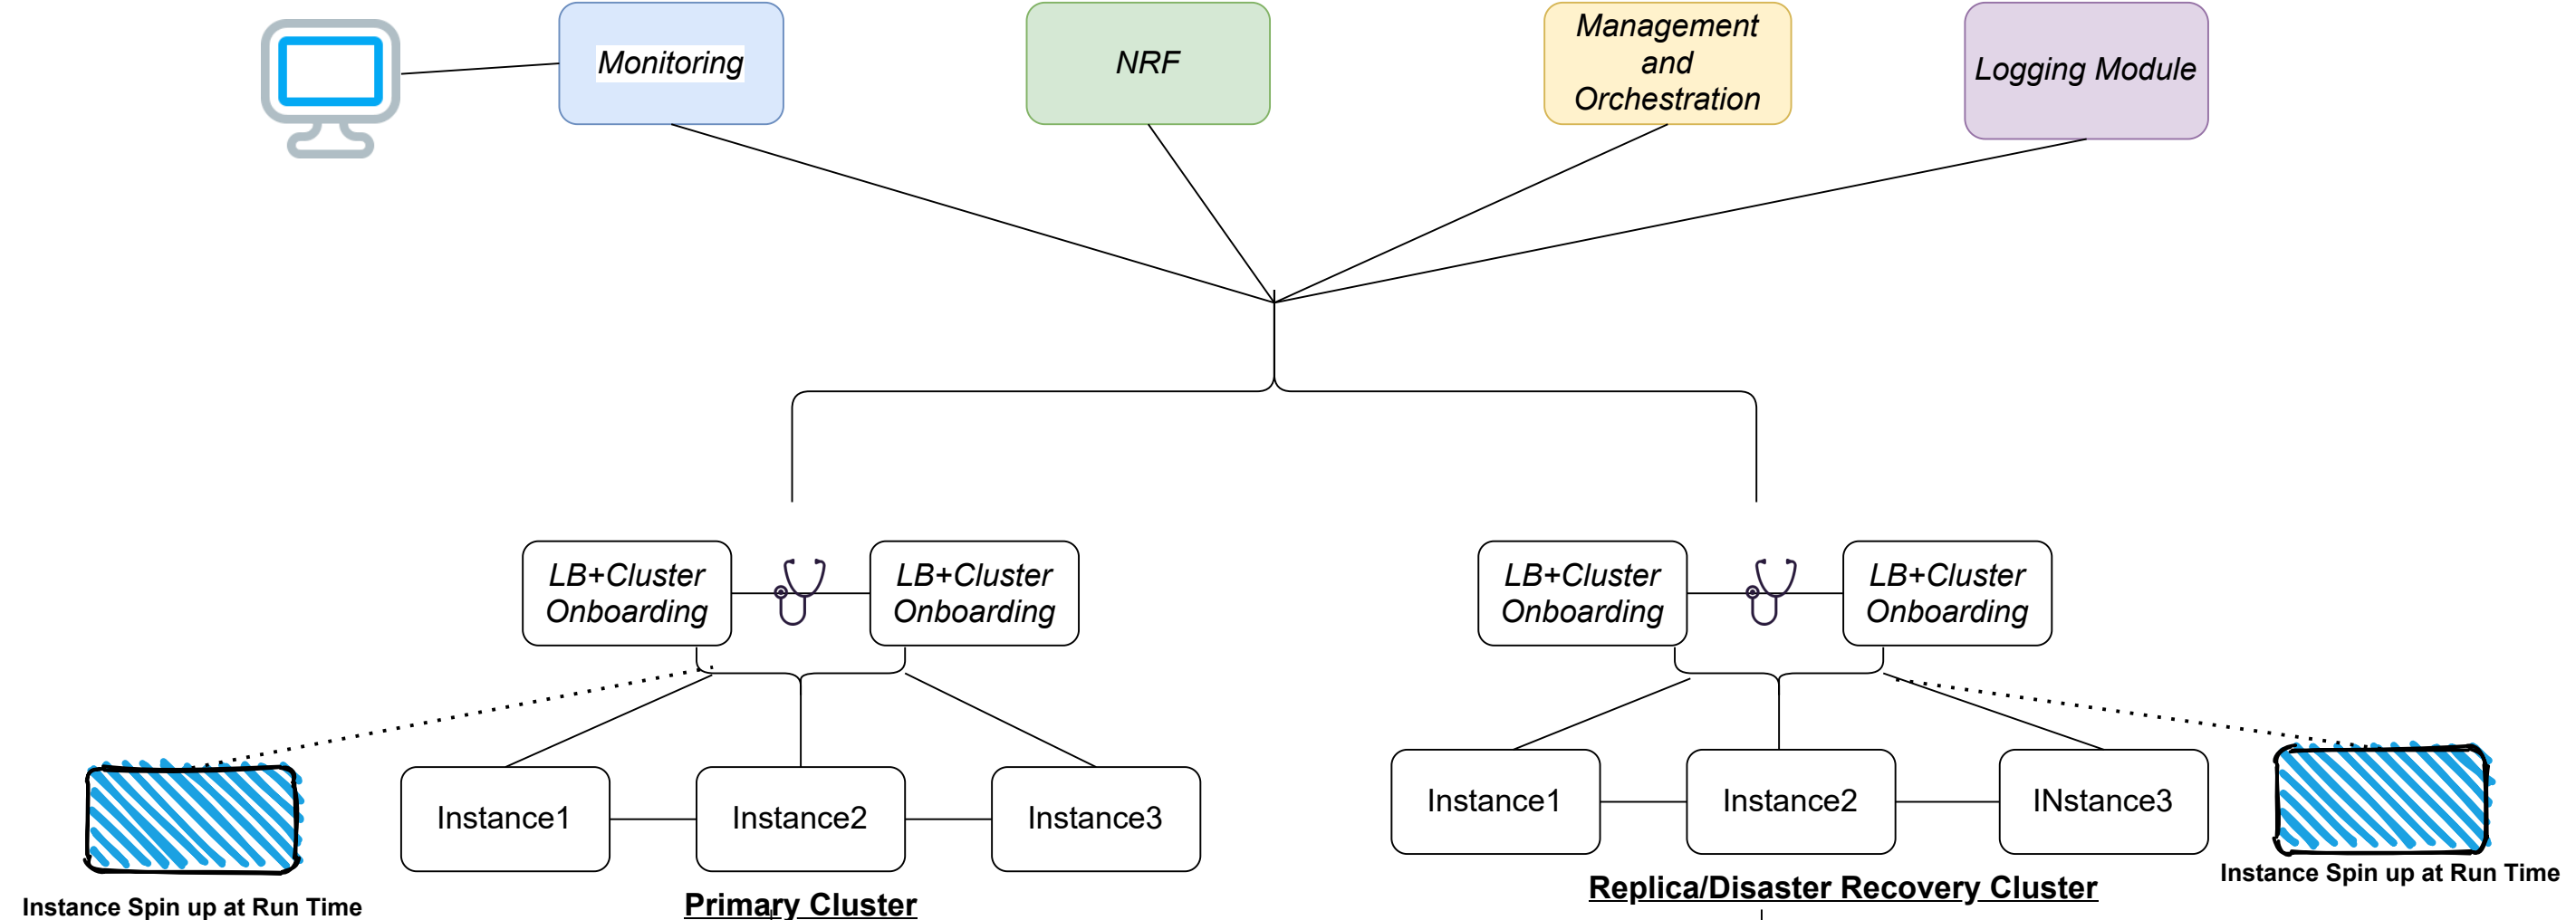 Monitoring
NRF
Management
and
Orchestration
Logging Module
LB+Cluster
Onboarding
LB+Cluster
Onboarding
LB+Cluster
Onboarding
LB+Cluster
Onboarding
Instance1
Instance2
Instance3
Instance1
Instance2
INstance3
Instance Spin up at Run Time
Primary Cluster
Replica/Disaster Recovery Cluster
Instance Spin up at Run Time